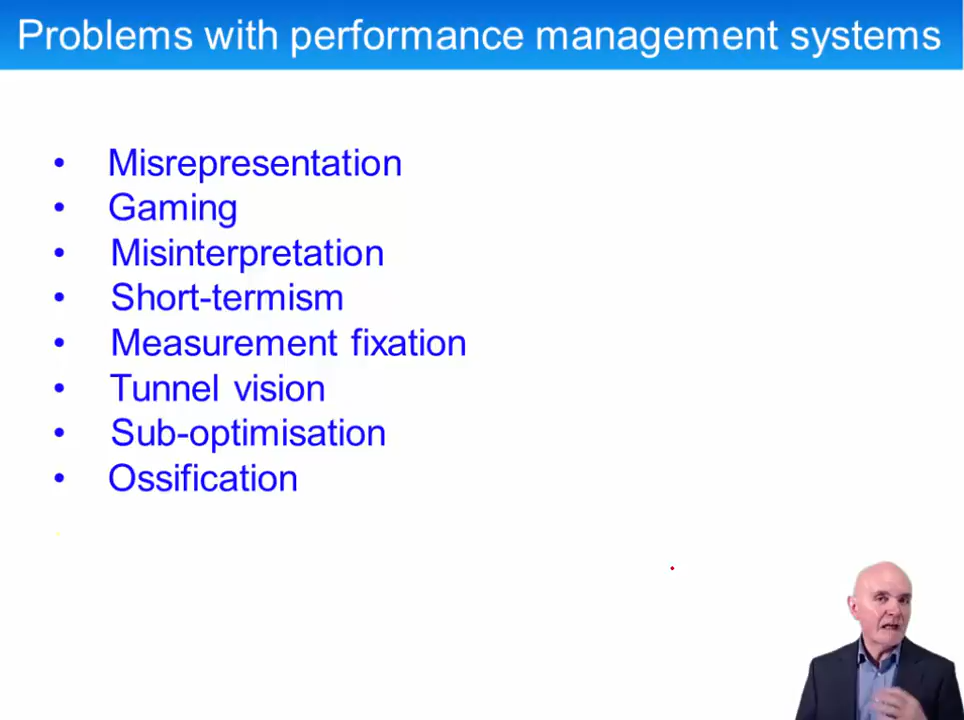 Problems with performance management systems
• Misrepresentation
• Gaming
• Misinterpretation
• Short-termism
• Measurement fixation
• Tunnel vision
• Sub-optimisation
• Ossification